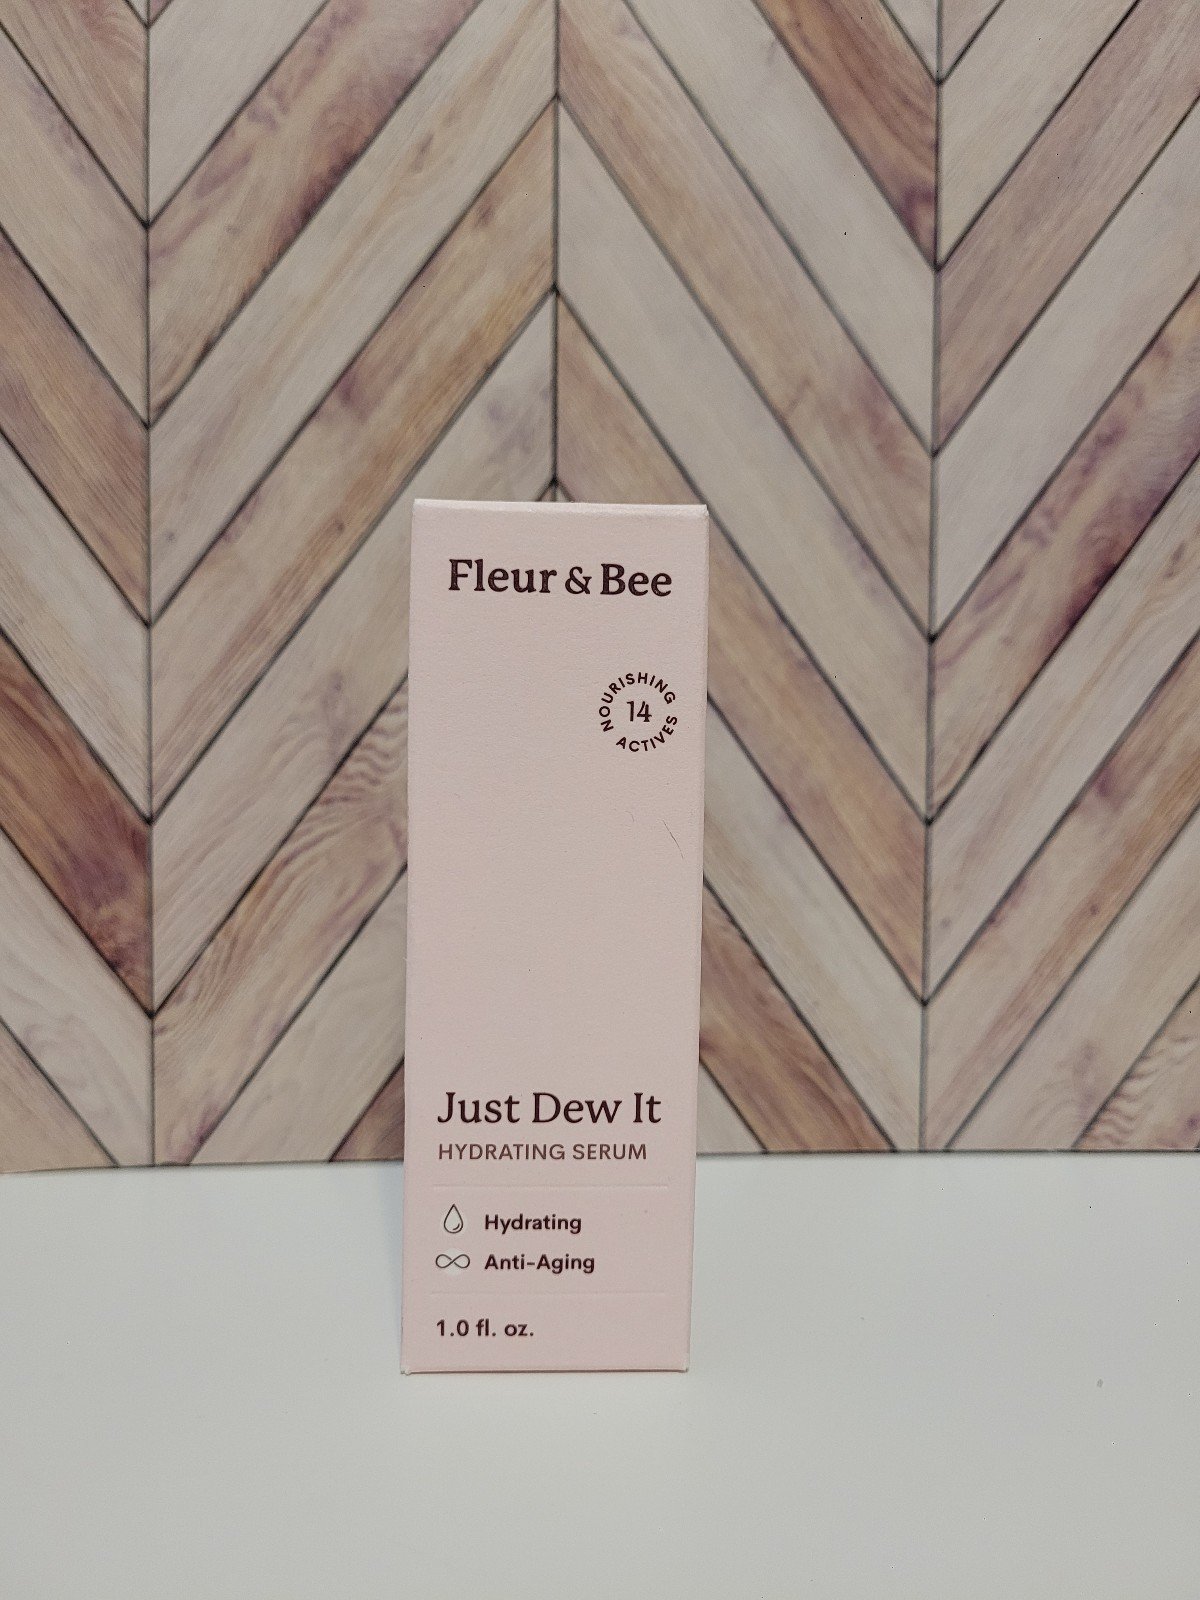 Fleur & Bee
NOURISHING
14
ACTIVES
Just Dew It
HYDRATING SERUM
Hydrating
Anti-Aging
1.0 fl. oz.